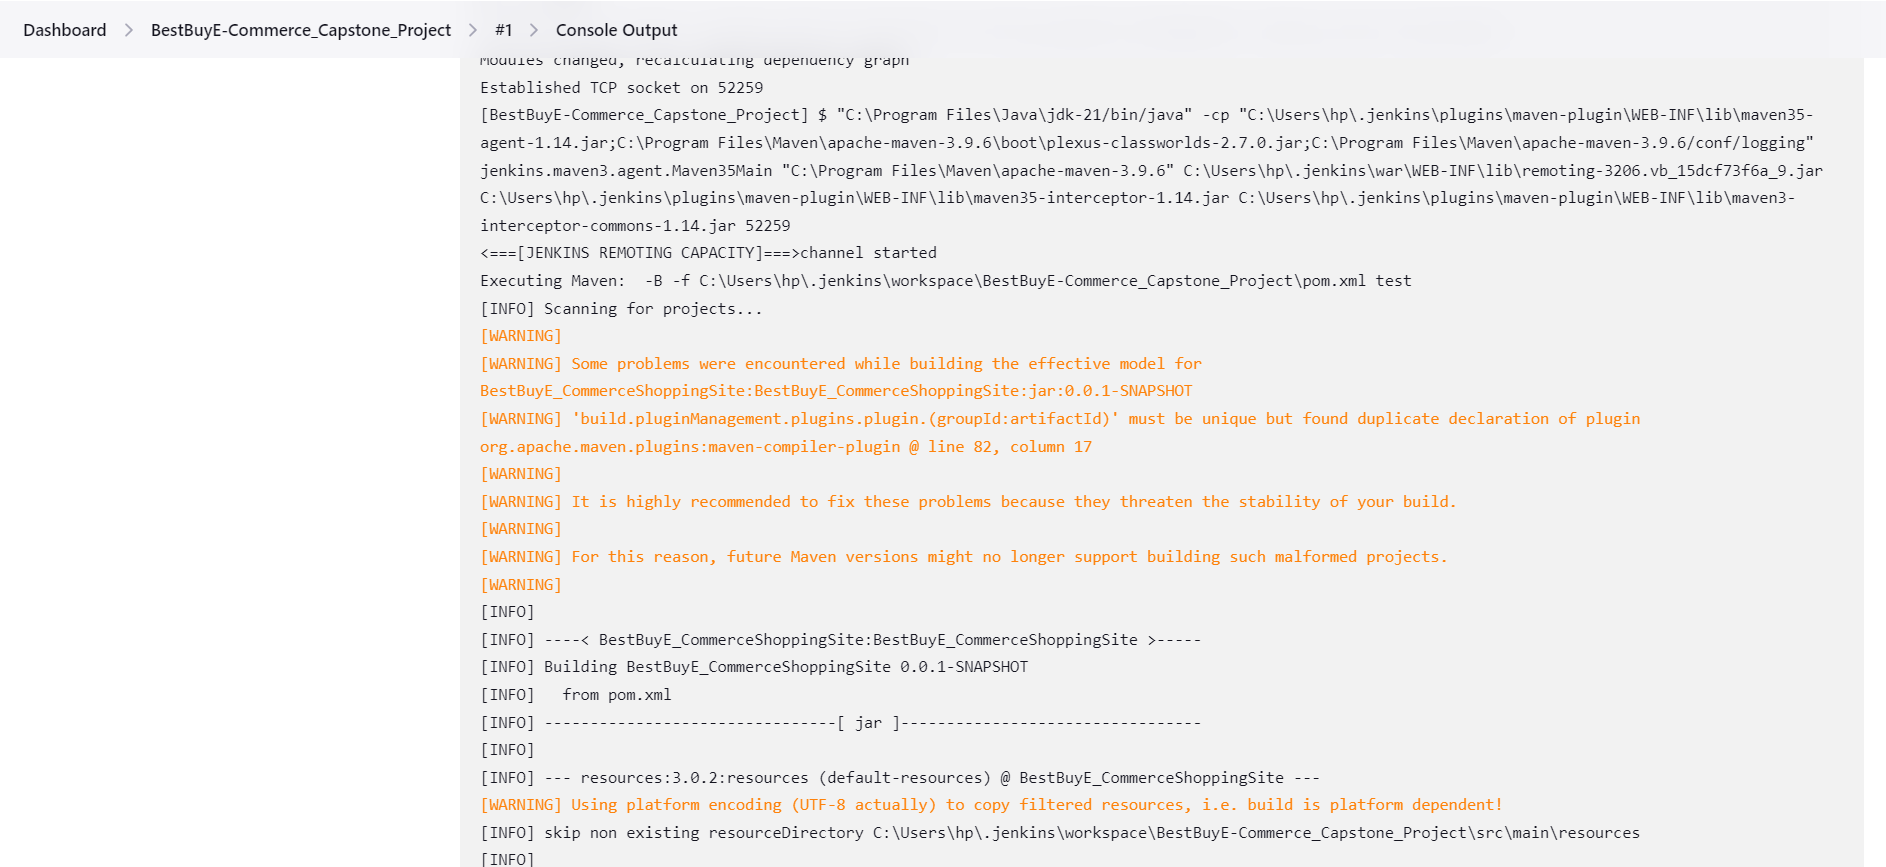 Dashboard > BestBuyE-Commerce_Capstone_Project > #1 > Console Output
Modules changed, recalculating dependency graph
Established TCP socket on 52259
[BestBuyE-Commerce_Capstone_Project] $ "C:\Program Files\Java\jdk-21/bin/java" -cp "C:\Users\hp\.jenkins\plugins\maven-plugin\WEB-INF\lib\maven35-
agent-1.14.jar;C:\Program Files\Maven\apache-maven-3.9.6\boot\plexus-classworlds-2.7.0.jar;C:\Program Files\Maven\apache-maven-3.9.6/conf/logging"
jenkins.maven3.agent.Maven35Main "C:\Program Files\Maven\apache-maven-3.9.6" C:\Users\hp\.jenkins\war\WEB-INF\lib\remoting-3206.vb_15dcf73f6a_9.jar
C:\Users\hp\.jenkins\plugins\maven-plugin\WEB-INF\lib\maven35-interceptor-1.14.jar C:\Users\hp\.jenkins\plugins\maven-plugin\WEB-INF\lib\maven3-
interceptor-commons-1.14.jar 52259
<===[JENKINS REMOTING CAPACITY]===>channel started
Executing Maven:  -B -f C:\Users\hp\.jenkins\workspace\BestBuyE-Commerce_Capstone_Project\pom.xml test
[INFO] Scanning for projects...
[WARNING]
[WARNING] Some problems were encountered while building the effective model for
BestBuyE_CommerceShoppingSite:BestBuyE_CommerceShoppingSite:jar:0.0.1-SNAPSHOT
[WARNING] 'build.pluginManagement.plugins.plugin.(groupId:artifactId)' must be unique but found duplicate declaration of plugin
org.apache.maven.plugins:maven-compiler-plugin @ line 82, column 17
[WARNING]
[WARNING] It is highly recommended to fix these problems because they threaten the stability of your build.
[WARNING]
[WARNING] For this reason, future Maven versions might no longer support building such malformed projects.
[WARNING]
[INFO]
[INFO] ----< BestBuyE_CommerceShoppingSite:BestBuyE_CommerceShoppingSite >-----
[INFO] Building BestBuyE_CommerceShoppingSite 0.0.1-SNAPSHOT
[INFO]   from pom.xml
[INFO] --------------------------------[ jar ]---------------------------------
[INFO]
[INFO] --- resources:3.0.2:resources (default-resources) @ BestBuyE_CommerceShoppingSite ---
[WARNING] Using platform encoding (UTF-8 actually) to copy filtered resources, i.e. build is platform dependent!
[INFO] skip non existing resourceDirectory C:\Users\hp\.jenkins\workspace\BestBuyE-Commerce_Capstone_Project\src\main\resources
[INFO]